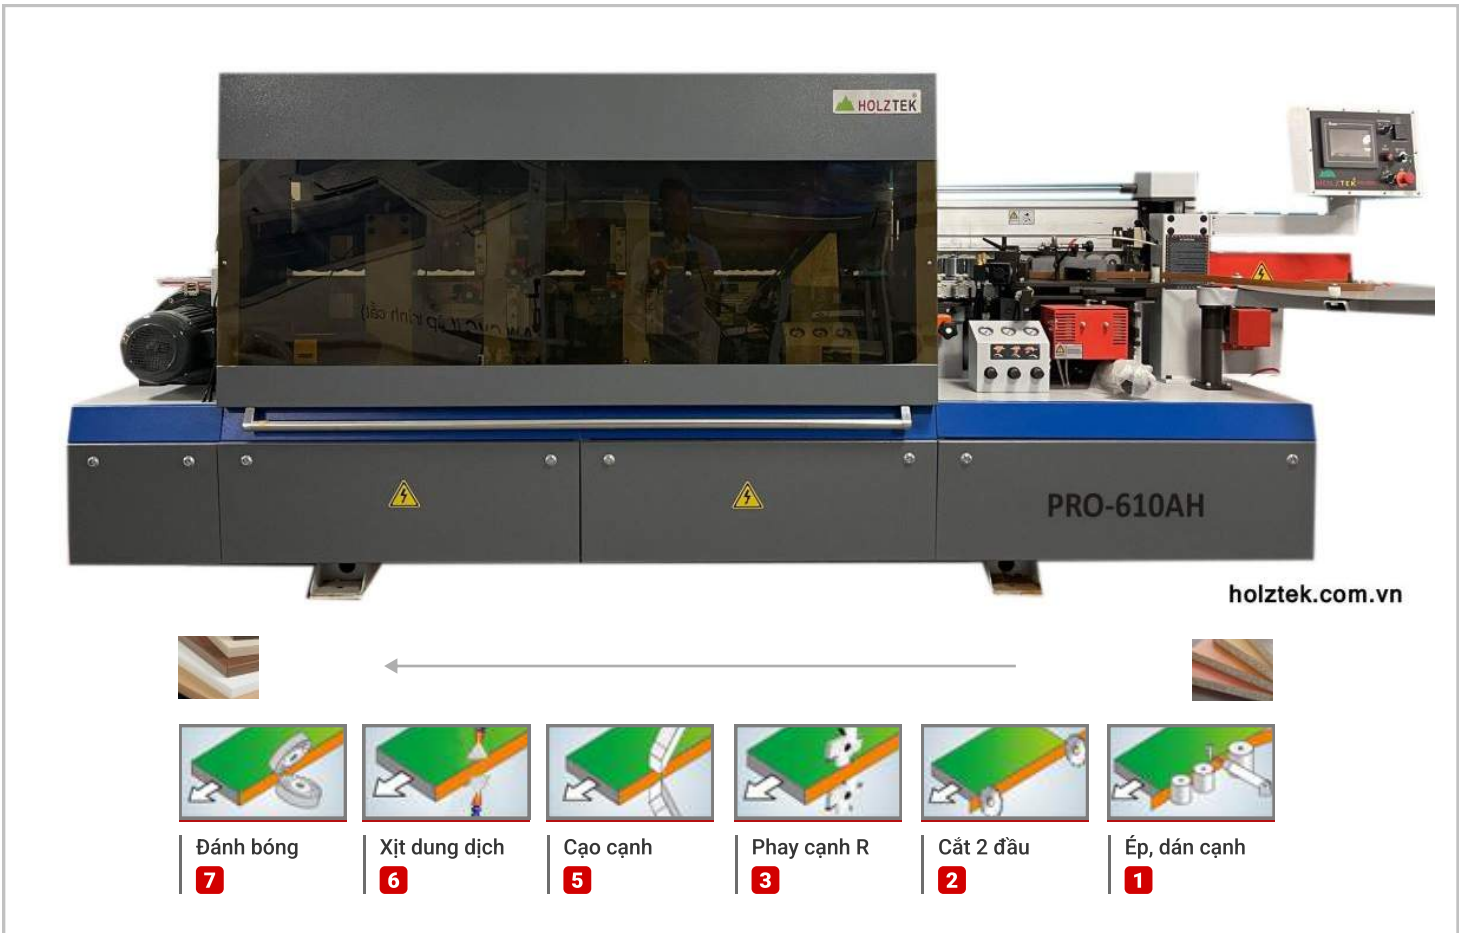 HOLZTEK
HOLZTEK
PRO-610AH
holztek.com.vn
Đánh bóng
7
Xịt dung dịch
6
Cạo cạnh
5
Phay cạnh R
3
Cắt 2 đầu
2
Ép, dán cạnh
1